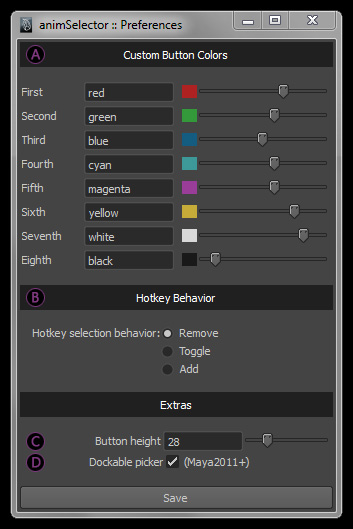 animSelector :: Preferences
A Custom Button Colors
First red
Second green
Third blue
Fourth cyan
Fifth magenta
Sixth yellow
Seventh white
Eighth black
B Hotkey Behavior
Hotkey selection behavior: Remove
Toggle
Add
Extras
C Button height 28
D Dockable picker (Maya2011+)
Save